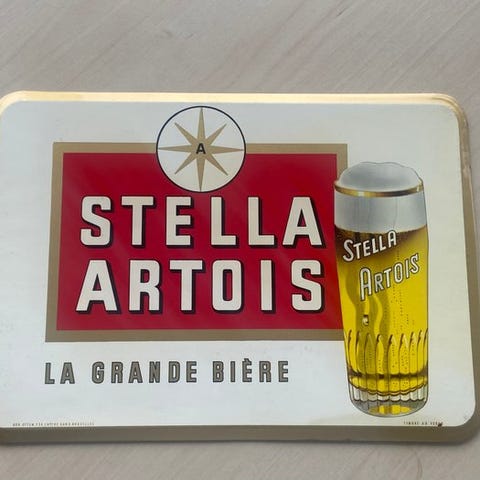 A
STELLA
ARTOIS
STELLA
ARTOIS
LA GRANDE BIÈRE